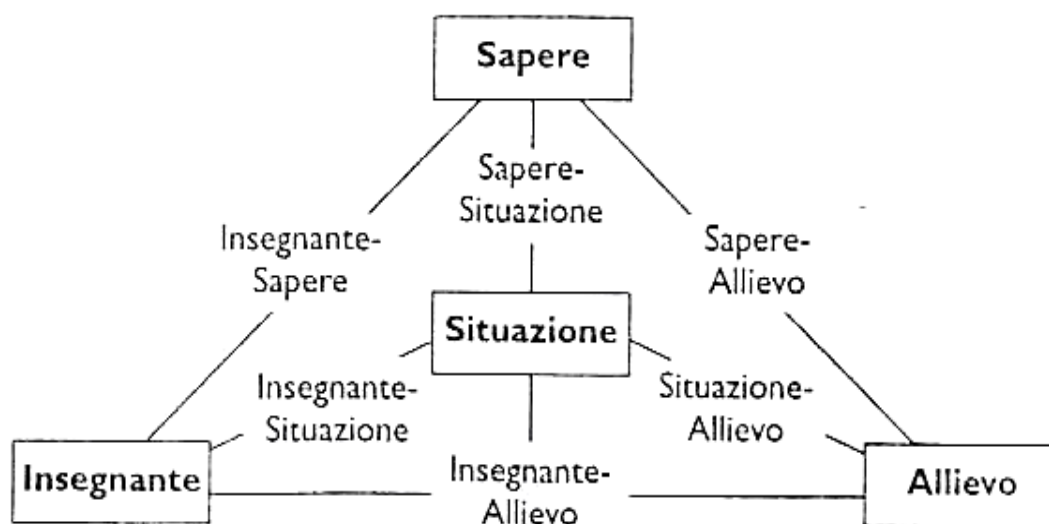 Sapere
Sapere-
Situazione
Insegnante-
Sapere
Sapere-
Allievo
Situazione
Insegnante-
Situazione
Situazione-
Allievo
Insegnante
Insegnante-
Allievo
Allievo